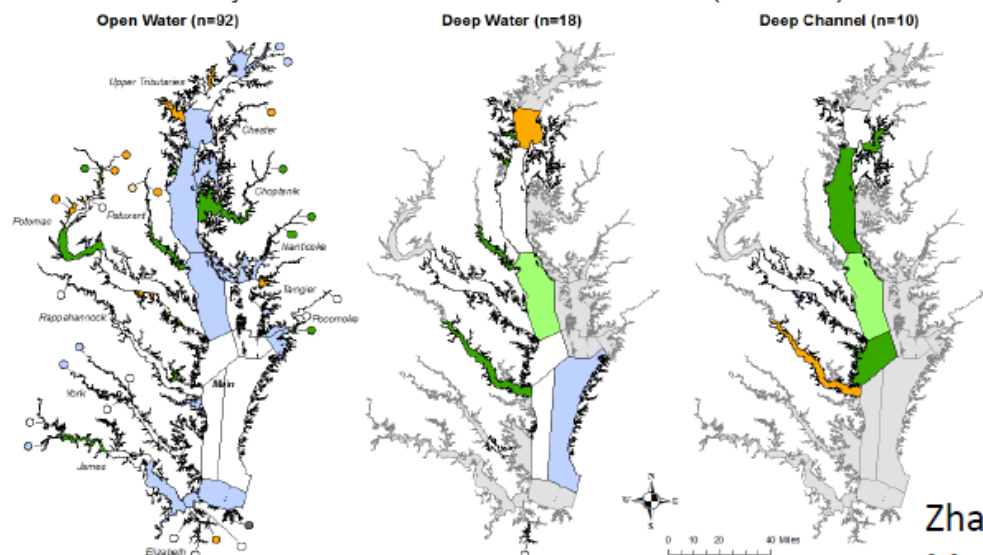 Open Water (n=92)
Deep Water (n=18)
Deep Channel (n=10)
Upper Tributaries
Chester
Choptank
Patuxent
Potomac
Nanticoke
Tangier
Pocomoke
Rappahannock
Main
York
James
Elizabeth
N
W E
S
0 10 20 40 Miles
Zha